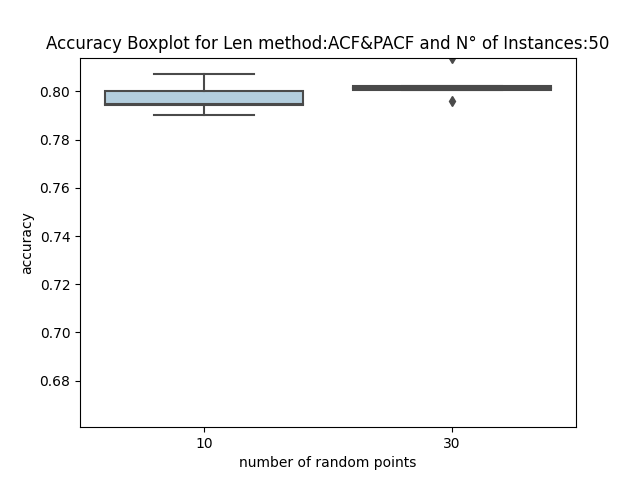 Accuracy Boxplot for Len method:ACF&PACF and N° of Instances:50
0.80
0.78
0.76
0.74
0.72
0.70
0.68
accuracy
10 30
number of random points